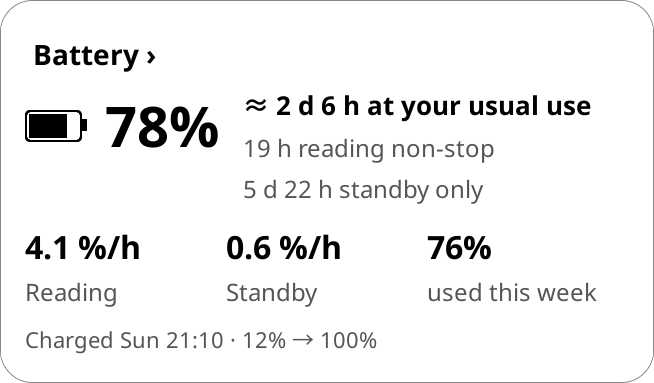 Battery ›
78%
≈ 2 d 6 h at your usual use
19 h reading non-stop
5 d 22 h standby only
4.1 %/h 0.6 %/h 76%
Reading Standby used this week
Charged Sun 21:10 · 12% → 100%